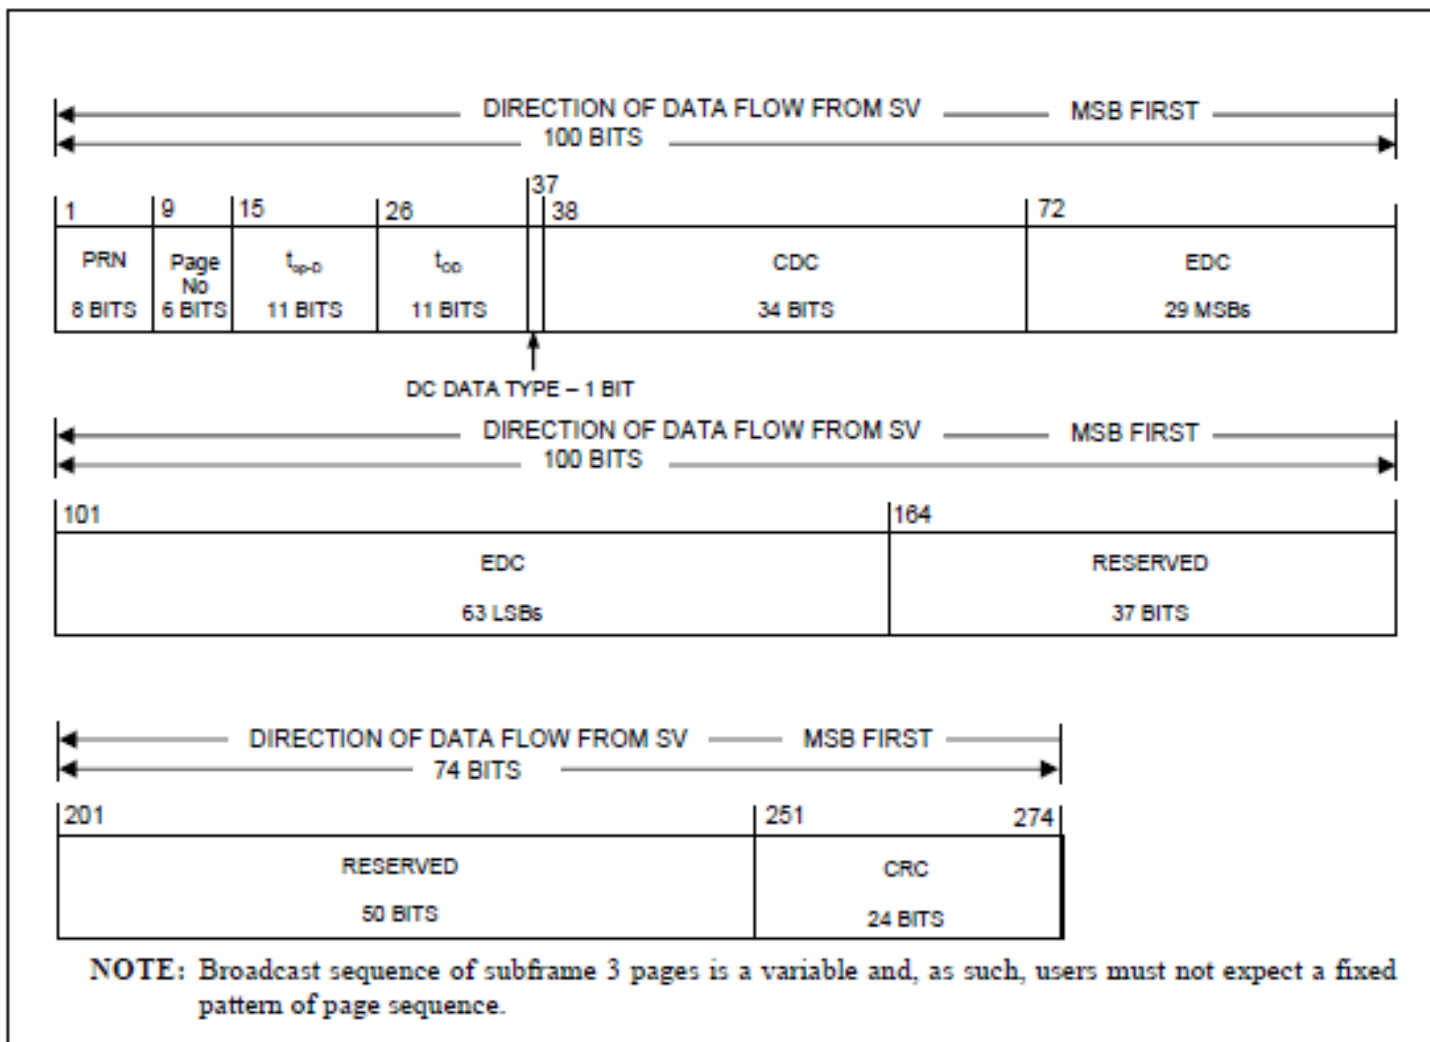 DIRECTION OF DATA FLOW FROM SV MSB FIRST
100 BITS
1 9 15 26 37 38 72
PRN Page No t_op-D t_OD CDC EDC
8 BITS 6 BITS 11 BITS 11 BITS 34 BITS 29 MSBs
DC DATA TYPE – 1 BIT
DIRECTION OF DATA FLOW FROM SV MSB FIRST
100 BITS
101 164
EDC RESERVED
63 LSBs 37 BITS
DIRECTION OF DATA FLOW FROM SV MSB FIRST
74 BITS
201 251 274
RESERVED CRC
50 BITS 24 BITS
NOTE: Broadcast sequence of subframe 3 pages is a variable and, as such, users must not expect a fixed
pattern of page sequence.